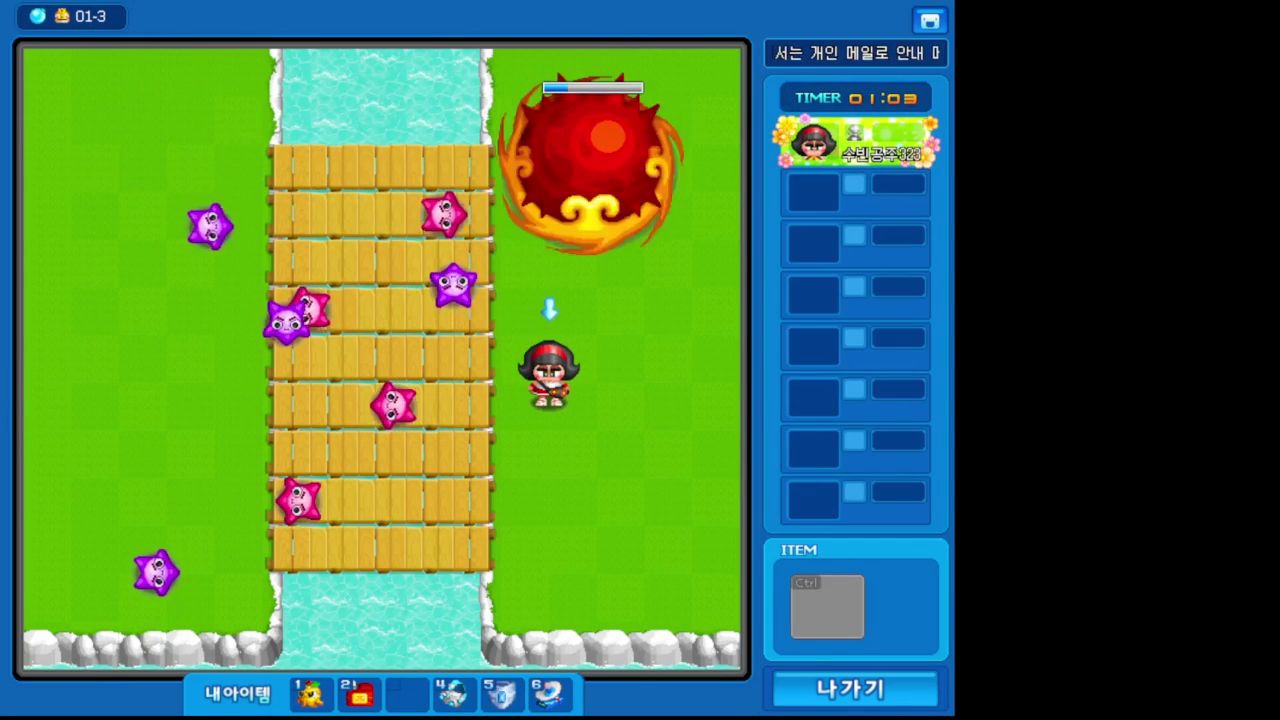 01-3
서는 개인 메일로 안내
TIMER 01:03
수빈공주323
ITEM
Ctrl
내 아이템
1
2
4
5
6
나가기